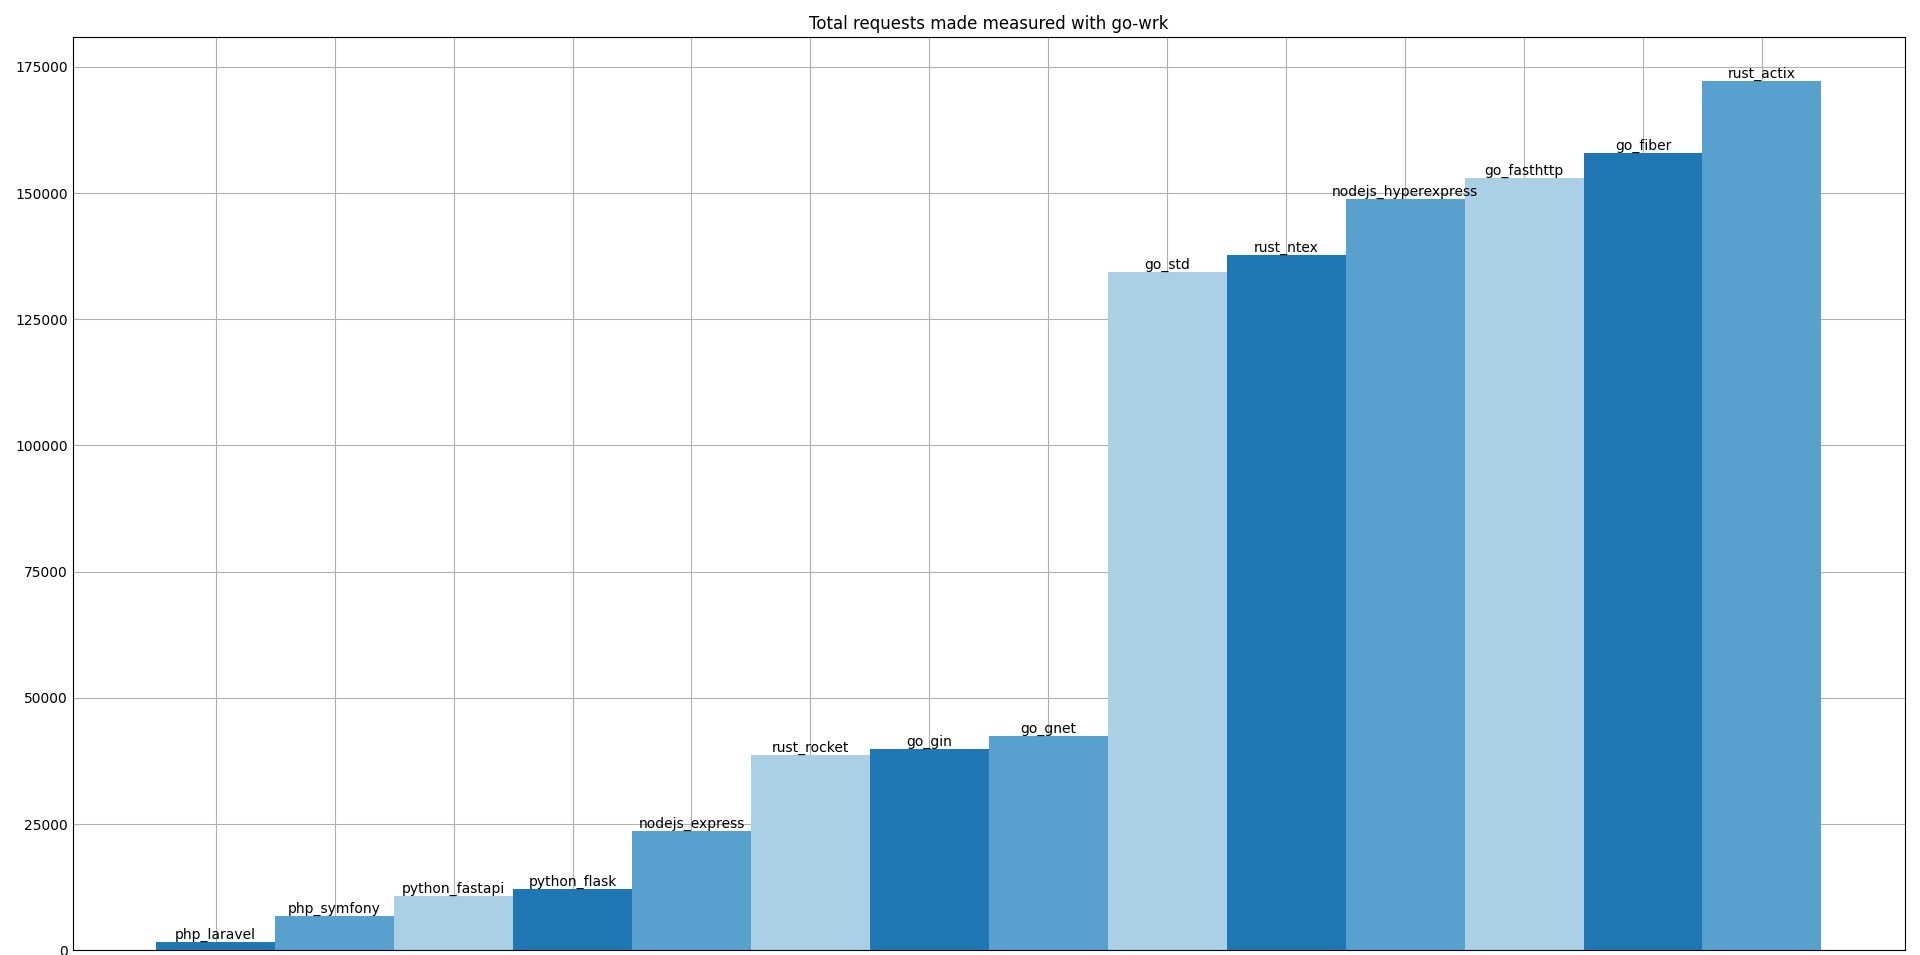 Total requests made measured with go-wrk
175000
150000
125000
100000
75000
50000
25000
0
php_laravel
php_symfony
python_fastapi
python_flask
nodejs_express
rust_rocket
go_gin
go_gnet
go_std
rust_ntex
nodejs_hyperexpress
go_fasthttp
go_fiber
rust_actix